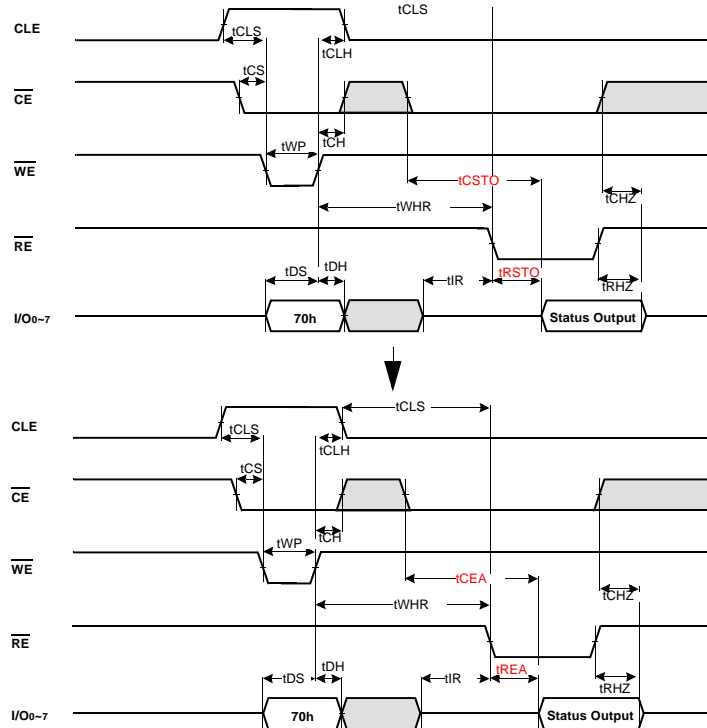 tCLS
CLE
tCLS
tCLH
tCS
CE
tCH
tWP
WE
tCSTO
tWHR
tCHZ
RE
tDS
tDH
tIR
tRSTO
tRHZ
I/O0~7
70h
Status Output
tCLS
CLE
tCLS
tCLH
tCS
CE
tCH
tWP
WE
tCEA
tWHR
tCHZ
RE
tDS
tDH
tIR
tREA
tRHZ
I/O0~7
70h
Status Output